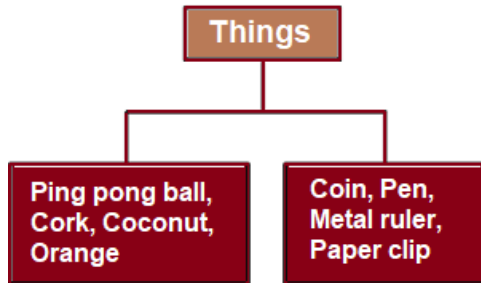 Things
Ping pong ball,
Cork, Coconut,
Orange
Coin, Pen,
Metal ruler,
Paper clip